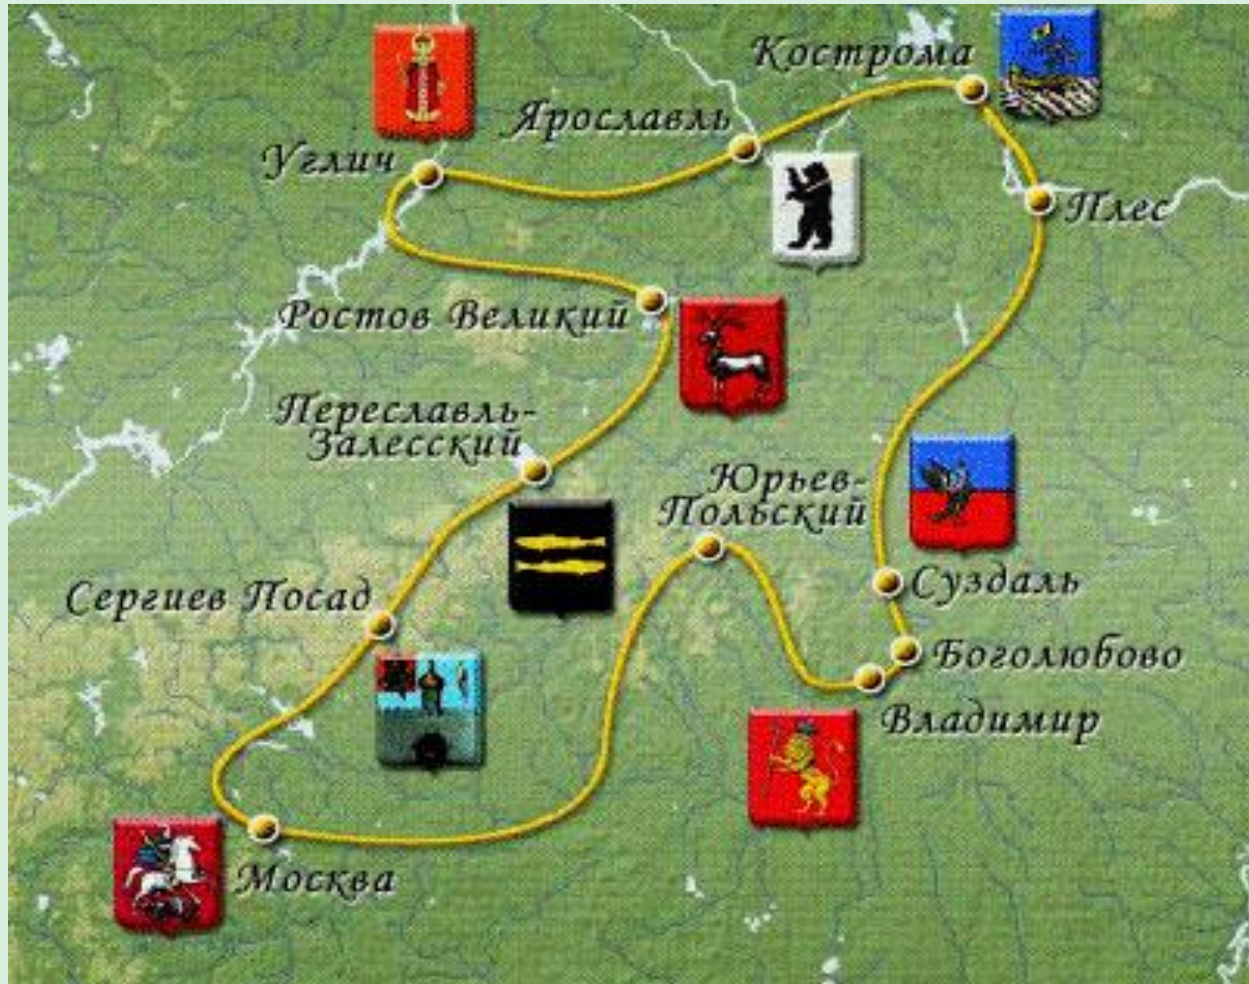 Кострома
Ярославль
Углич
Плес
Ростов Великий
Переславль-
Залесский
Юрьев-
Польский
Сергиев Посад
Суздаль
Боголюбово
Владимир
Москва